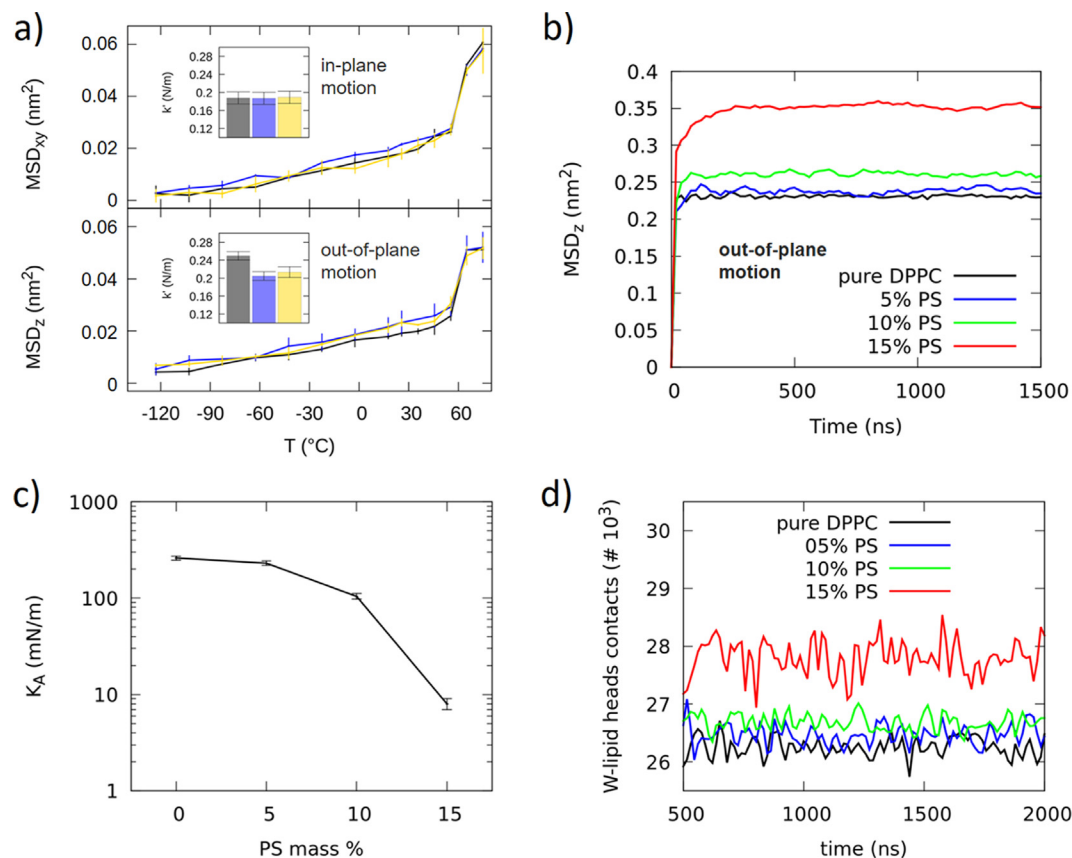 a)
0.06
0.04
0.02
0
MSDxy (nm²)
k' (N/m)
0.28
0.24
0.2
0.16
0.12
in-plane
motion
0.06
0.04
0.02
0
MSDz (nm²)
k' (N/m)
0.28
0.24
0.2
0.16
0.12
out-of-plane
motion
-120 -90 -60 -30 0 30 60
T (°C)
b)
0.4
0.35
0.3
0.25
0.2
0.15
0.1
0.05
0
MSDz (nm²)
out-of-plane
motion
pure DPPC
5% PS
10% PS
15% PS
0 500 1000 1500
Time (ns)
c)
1000
100
10
1
KA (mN/m)
0 5 10 15
PS mass %
d)
30
29
28
27
26
W-lipid heads contacts (# 10³)
pure DPPC
05% PS
10% PS
15% PS
500 1000 1500 2000
time (ns)